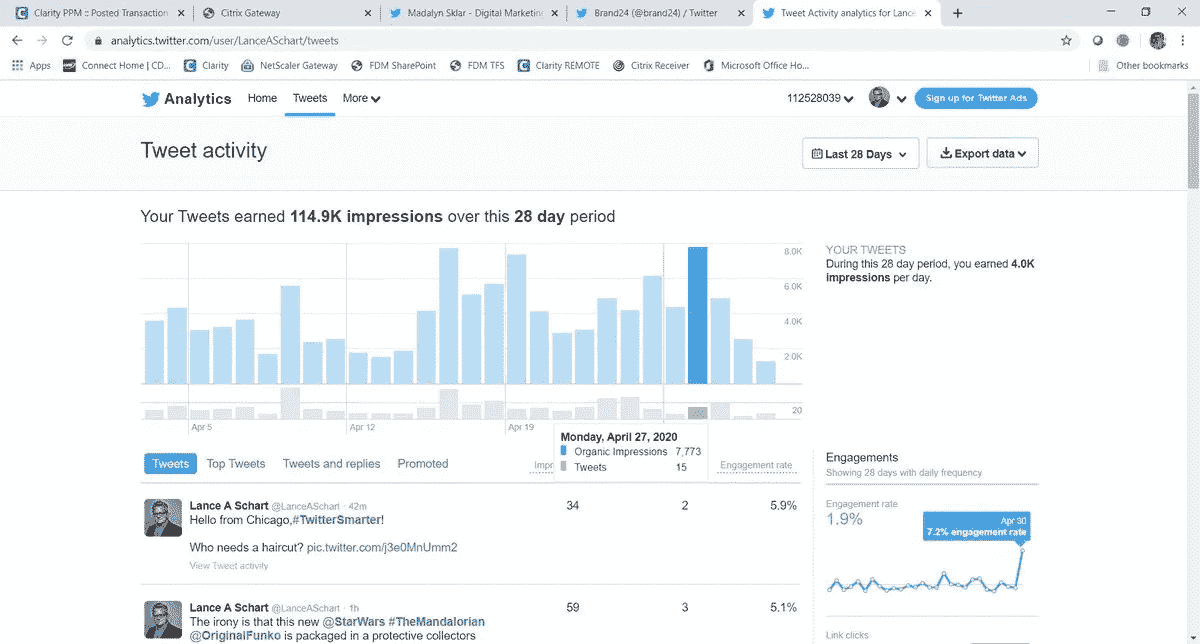 Clarity PPM :: Posted Transaction
Citrix Gateway
Madalyn Sklar - Digital Marketin
Brand24 (@brand24) / Twitter
Tweet Activity analytics for Lance
analytics.twitter.com/user/LanceASchart/tweets
Apps
Connect Home | CD...
Clarity
NetScaler Gateway
FDM SharePoint
FDM TFS
Clarity REMOTE
Citrix Receiver
Microsoft Office Ho...
Other bookmarks
Analytics
Home
Tweets
More
112528039
Sign up for Twitter Ads
Tweet activity
Last 28 Days
Export data
Your Tweets earned 114.9K impressions over this 28 day period
8.0K
6.0K
4.0K
2.0K
20
Apr 5
Apr 12
Apr 19
YOUR TWEETS
During this 28 day period, you earned 4.0K
impressions per day.
Monday, April 27, 2020
Organic Impressions 7,773
Tweets 15
Tweets
Top Tweets
Tweets and replies
Promoted
Impr
Engagement rate
Lance A Schart @LanceASchart · 42m
Hello from Chicago,#TwitterSmarter!
Who needs a haircut? pic.twitter.com/j3e0MnUmm2
View Tweet activity
34
2
5.9%
Lance A Schart @LanceASchart · 1h
The irony is that this new @StarWars #TheMandalorian
@OriginalFunko is packaged in a protective collectors
59
3
5.1%
Engagements
Showing 28 days with daily frequency
Engagement rate
1.9%
Apr 30
7.2% engagement rate
Link clicks